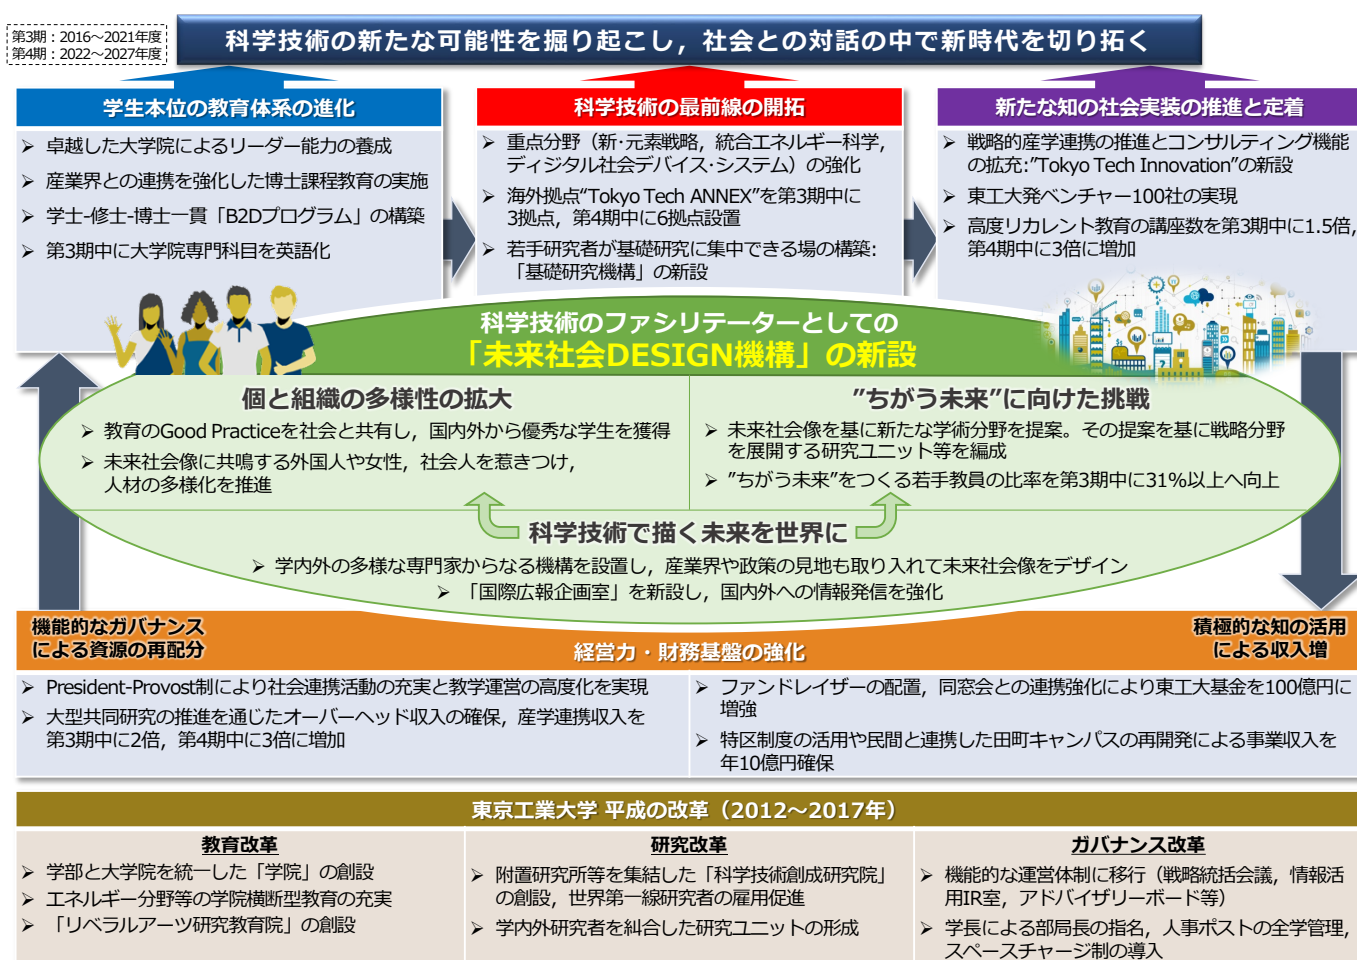 第3期：2016～2021年度
第4期：2022～2027年度
科学技術の新たな可能性を掘り起こし，社会との対話の中で新時代を切り拓く
学生本位の教育体系の進化
➢ 卓越した大学院によるリーダー能力の養成
➢ 産業界との連携を強化した博士課程教育の実施
➢ 学士-修士-博士一貫「B2Dプログラム」の構築
➢ 第3期中に大学院専門科目を英語化
科学技術の最前線の開拓
➢ 重点分野（新･元素戦略，統合エネルギー科学，
ディジタル社会デバイス･システム）の強化
➢ 海外拠点“Tokyo Tech ANNEX”を第3期中に
3拠点，第4期中に6拠点設置
➢ 若手研究者が基礎研究に集中できる場の構築:
「基礎研究機構」の新設
新たな知の社会実装の推進と定着
➢ 戦略的産学連携の推進とコンサルティング機能
の拡充:”Tokyo Tech Innovation”の新設
➢ 東工大発ベンチャー100社の実現
➢ 高度リカレント教育の講座数を第3期中に1.5倍，
第4期中に3倍に増加
科学技術のファシリテーターとしての
「未来社会DESIGN機構」の新設
個と組織の多様性の拡大
➢ 教育のGood Practiceを社会と共有し，国内外から優秀な学生を獲得
➢ 未来社会像に共鳴する外国人や女性，社会人を惹きつけ，
人材の多様化を推進
”ちがう未来”に向けた挑戦
➢ 未来社会像を基に新たな学術分野を提案。その提案を基に戦略分野
を展開する研究ユニット等を編成
➢ ”ちがう未来”をつくる若手教員の比率を第3期中に31%以上へ向上
科学技術で描く未来を世界に
➢ 学内外の多様な専門家からなる機構を設置し，産業界や政策の見地も取り入れて未来社会像をデザイン
➢ 「国際広報企画室」を新設し，国内外への情報発信を強化
機能的なガバナンス
による資源の再配分
経営力・財務基盤の強化
積極的な知の活用
による収入増
➢ President-Provost制により社会連携活動の充実と教学運営の高度化を実現
➢ 大型共同研究の推進を通じたオーバーヘッド収入の確保，産学連携収入を
第3期中に2倍，第4期中に3倍に増加
➢ ファンドレイザーの配置，同窓会との連携強化により東工大基金を100億円に
増強
➢ 特区制度の活用や民間と連携した田町キャンパスの再開発による事業収入を
年10億円確保
東京工業大学 平成の改革（2012～2017年）
教育改革
➢ 学部と大学院を統一した「学院」の創設
➢ エネルギー分野等の学院横断型教育の充実
➢ 「リベラルアーツ研究教育院」の創設
研究改革
➢ 附置研究所等を集結した「科学技術創成研究院」
の創設，世界第一線研究者の雇用促進
➢ 学内外研究者を糾合した研究ユニットの形成
ガバナンス改革
➢ 機能的な運営体制に移行（戦略統括会議，情報活
用IR室，アドバイザリーボード等）
➢ 学長による部局長の指名，人事ポストの全学管理，
スペースチャージ制の導入